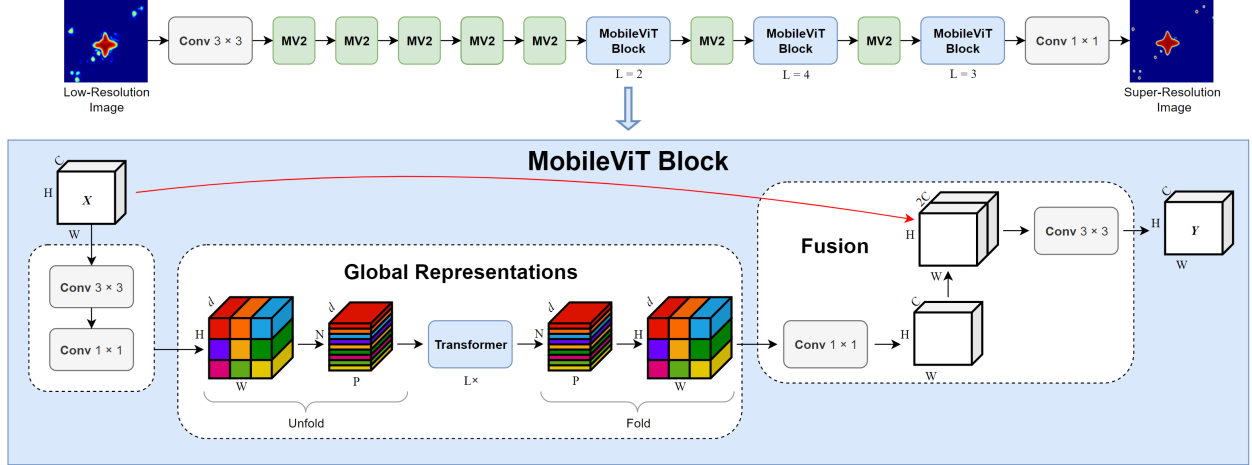 Conv 3 × 3
MV2
MV2
MV2
MV2
MV2
MobileViT
Block
MV2
MobileViT
Block
MV2
MobileViT
Block
Conv 1 × 1
L = 2
L = 4
L = 3
Low-Resolution
Image
Super-Resolution
Image
MobileViT Block
C
H
X
W
Conv 3 × 3
Conv 1 × 1
Global Representations
d
H
W
d
N
P
Transformer
L×
d
N
P
d
H
W
Unfold
Fold
Fusion
2C
H
W
Conv 3 × 3
Conv 1 × 1
C
H
W
C
H
Y
W